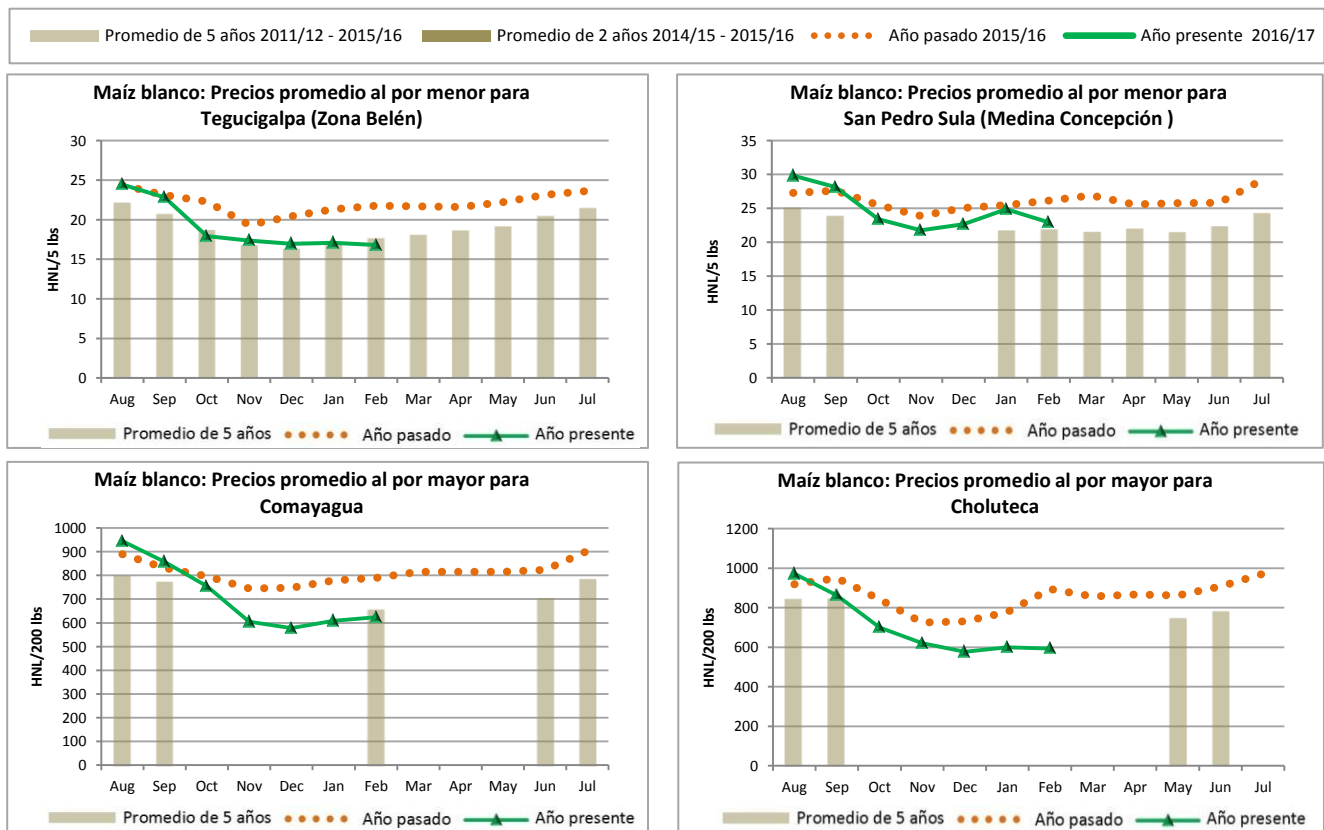 Promedio de 5 años 2011/12 - 2015/16 Promedio de 2 años 2014/15 - 2015/16 Año pasado 2015/16 Año presente 2016/17
Maíz blanco: Precios promedio al por menor para
Tegucigalpa (Zona Belén)
HNL/5 lbs
30
25
20
15
10
5
0
Aug Sep Oct Nov Dec Jan Feb Mar Apr May Jun Jul
Promedio de 5 años Año pasado Año presente
Maíz blanco: Precios promedio al por menor para
San Pedro Sula (Medina Concepción )
HNL/5 lbs
35
30
25
20
15
10
5
0
Aug Sep Oct Nov Dec Jan Feb Mar Apr May Jun Jul
Promedio de 5 años Año pasado Año presente
Maíz blanco: Precios promedio al por mayor para
Comayagua
HNL/200 lbs
1000
900
800
700
600
500
400
300
200
100
0
Aug Sep Oct Nov Dec Jan Feb Mar Apr May Jun Jul
Promedio de 5 años Año pasado Año presente
Maíz blanco: Precios promedio al por mayor para
Choluteca
HNL/200 lbs
1200
1000
800
600
400
200
0
Aug Sep Oct Nov Dec Jan Feb Mar Apr May Jun Jul
Promedio de 5 años Año pasado Año presente